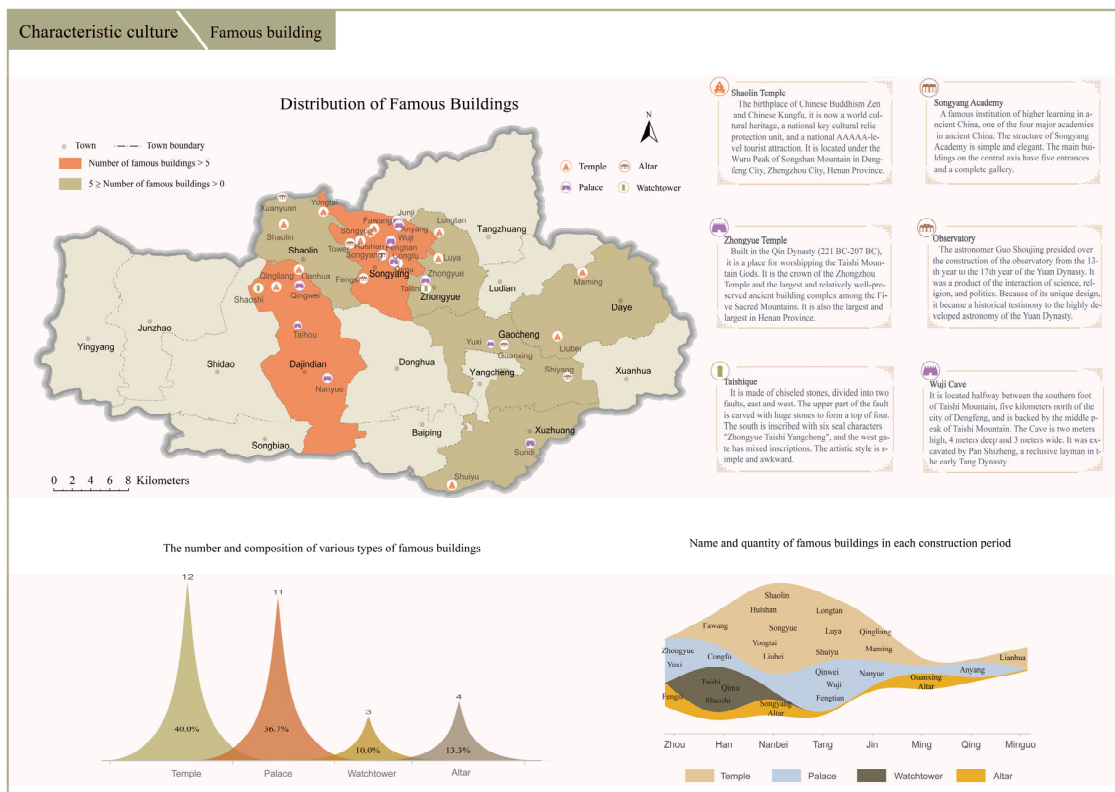 Characteristic culture
Famous building
Distribution of Famous Buildings
N
Town
Town boundary
Number of famous buildings > 5
5 ≥ Number of famous buildings > 0
Temple
Altar
Palace
Watchtower
Xuanyuan
Yongtai
Shaolin
Shaolin
Junji
Fawang
Anyang
Longtan
Songyue
Wuji
Tower
Huishan
Fengtian
Songyang
Songyang
Luya
Tangzhuang
Qingliang
Lianhua
Fengsi
Zhongyue
Taishi
Zhongyue
Shaoshi
Qingwei
Ludian
Maming
Daye
Junzhao
Taihou
Gaocheng
Yuxi
Guanxing
Liubei
Yingyang
Shidao
Dajindian
Donghua
Yangcheng
Shiyang
Xuanhua
Nanyue
Songbiao
Baiping
Xuzhuang
Sundi
Shuiyu
0 2 4 6 8 Kilometers
Shaolin Temple
The birthplace of Chinese Buddhism Zen
and Chinese Kungfu, it is now a world cul-
tural heritage, a national key cultural relic
protection unit, and a national AAAAA-le-
vel tourist attraction. It is located under the
Wuru Peak of Songshan Mountain in Deng-
feng City, Zhengzhou City, Henan Province.
Songyang Academy
A famous institution of higher learning in a-
ncient China, one of the four major academies
in ancient China. The structure of Songyang
Academy is simple and elegant. The main bui-
ldings on the central axis have five entrances
and a complete gallery.
Zhongyue Temple
Built in the Qin Dynasty (221 BC-207 BC),
it is a place for worshipping the Taishi Moun-
tain Gods. It is the crown of the Zhongzhou
Temple and the largest and relatively well-pre-
served ancient building complex among the Fi-
ve Sacred Mountains. It is also the largest and
largest in Henan Province.
Observatory
The astronomer Guo Shoujing presided over
the construction of the observatory from the 13-
th year to the 17th year of the Yuan Dynasty. It
was a product of the interaction of science, rel-
igion, and politics. Because of its unique design,
it became a historical testimony to the highly de-
veloped astronomy of the Yuan Dynasty.
Taishique
It is made of chiseled stones, divided into two
faults, east and west. The upper part of the fault
is carved with huge stones to form a top of four.
The south is inscribed with six seal characters
"Zhongyue Taishi Yangcheng", and the west ga-
te has mixed inscriptions. The artistic style is s-
imple and awkward.
Wuji Cave
It is located halfway between the southern foot
of Taishi Mountain, five kilometers north of the
city of Dengfeng, and is backed by the middle p-
eak of Taishi Mountain. The Cave is two meters
high, 4 meters deep and 3 meters wide. It was ex-
cavated by Pan Shizheng, a reclusive layman in t-
he early Tang Dynasty.
The number and composition of various types of famous buildings
12
11
3
4
40.0%
36.7%
10.0%
13.3%
Temple
Palace
Watchtower
Altar
Name and quantity of famous buildings in each construction period
Shaolin
Huishan
Longtan
Fawang
Songyue
Luya
Qingliang
Yongtai
Zhongyue
Congfu
Liubei
Shuiyu
Maming
Lianhua
Yuxi
Qinwei
Nanyue
Anyang
Taishi
Qimu
Wuji
Guanxing
Altar
Fengsi
Shaoshi
Songyang
Altar
Fengtian
Zhou Han Nanbei Tang Jin Ming Qing Minguo
Temple
Palace
Watchtower
Altar